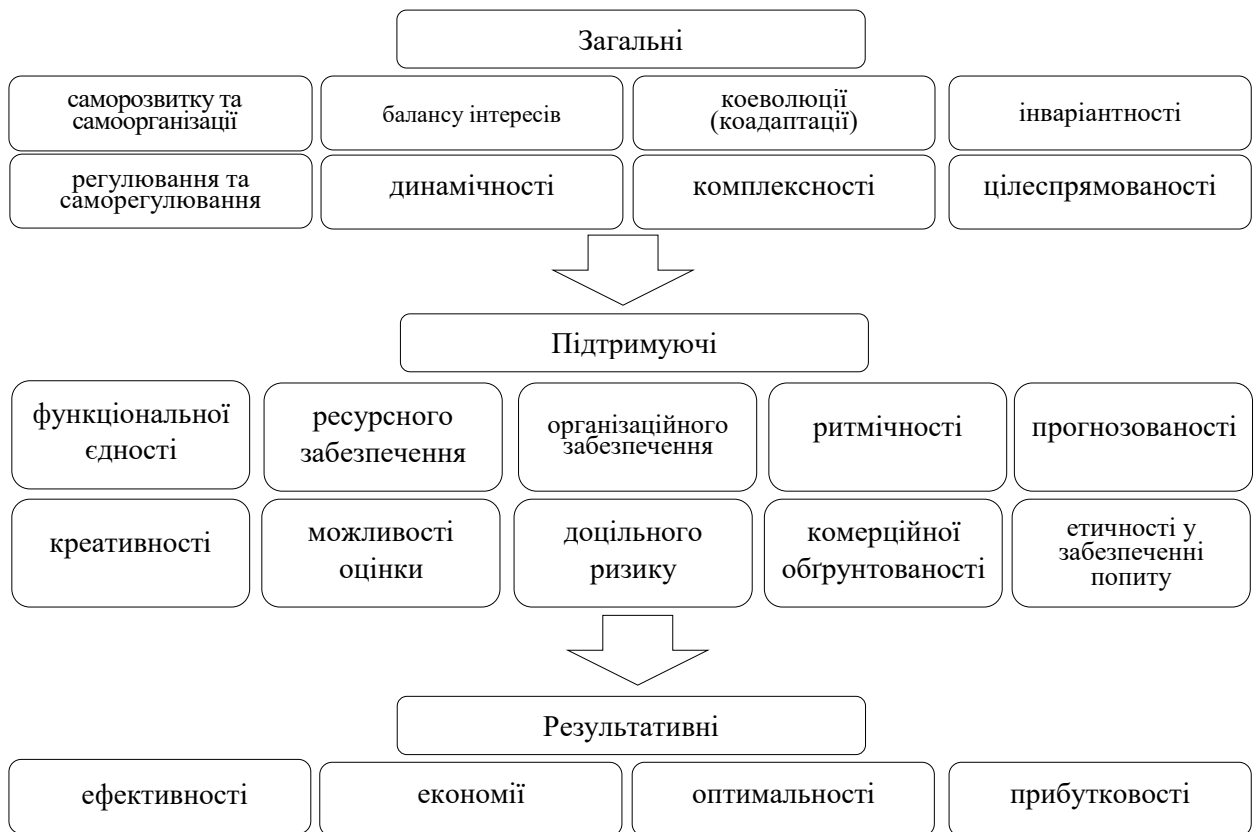 Загальні
саморозвитку та
самоорганізації
балансу інтересів
коеволюції
(коадаптації)
інваріантності
регулювання та
саморегулювання
динамічності
комплексності
цілеспрямованості
Підтримуючі
функціональної
єдності
ресурсного
забезпечення
організаційного
забезпечення
ритмічності
прогнозованості
креативності
можливості
оцінки
доцільного
ризику
комерційної
обґрунтованості
етичності у
забезпеченні
попиту
Результативні
ефективності
економії
оптимальності
прибутковості